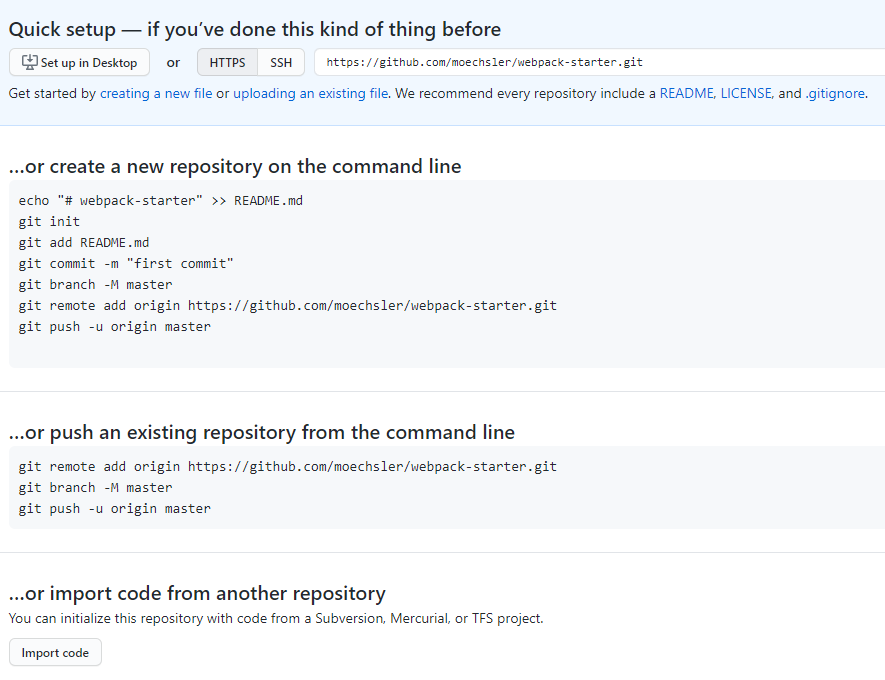 Quick setup — if you’ve done this kind of thing before
Set up in Desktop or HTTPS SSH https://github.com/moechsler/webpack-starter.git
Get started by creating a new file or uploading an existing file. We recommend every repository include a README, LICENSE, and .gitignore.
…or create a new repository on the command line
echo "# webpack-starter" >> README.md
git init
git add README.md
git commit -m "first commit"
git branch -M master
git remote add origin https://github.com/moechsler/webpack-starter.git
git push -u origin master
…or push an existing repository from the command line
git remote add origin https://github.com/moechsler/webpack-starter.git
git branch -M master
git push -u origin master
…or import code from another repository
You can initialize this repository with code from a Subversion, Mercurial, or TFS project.
Import code